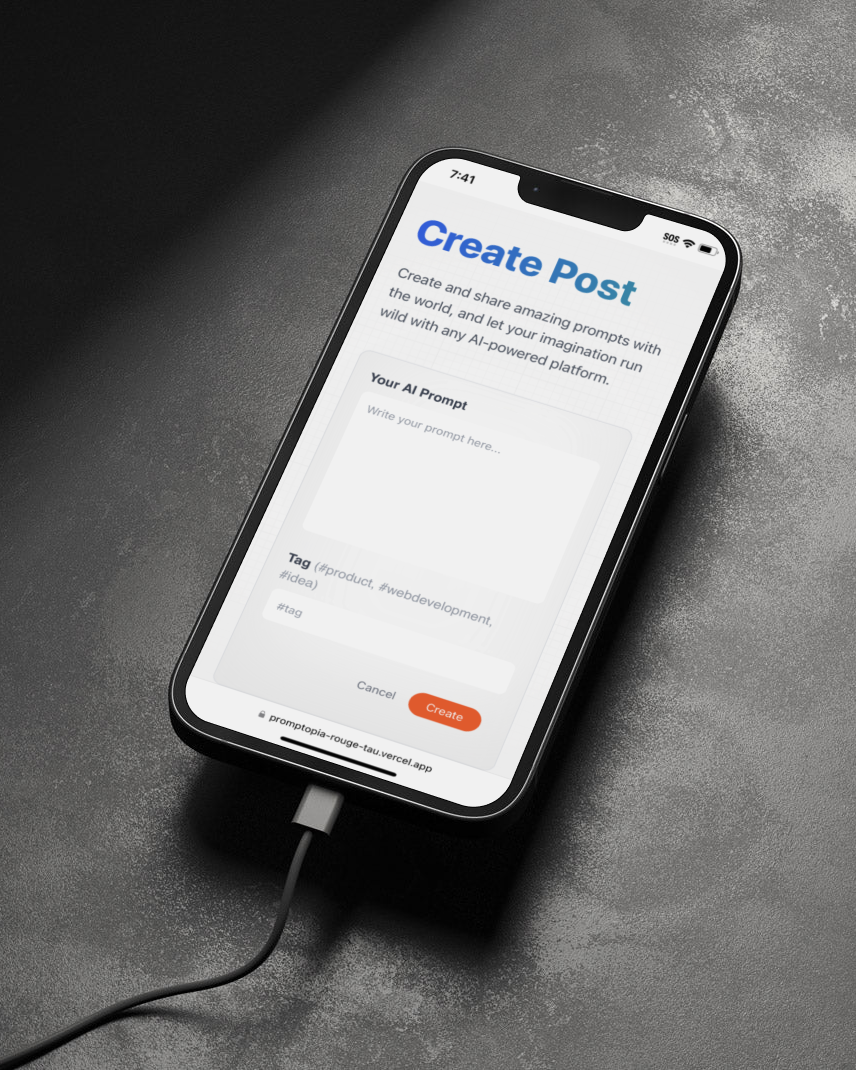 7:41
SOS
Create Post
Create and share amazing prompts with
the world, and let your imagination run
wild with any AI-powered platform.
Your AI Prompt
Write your prompt here...
Tag (#product, #webdevelopment,
#idea)
#tag
Cancel
Create
promptopia-rouge-tau.vercel.app